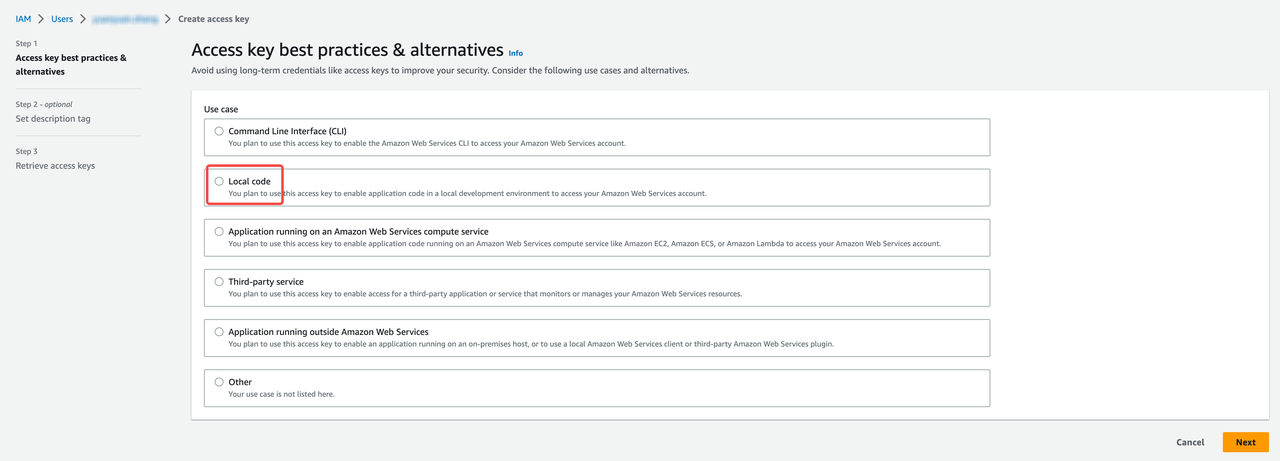 IAM > Users > > Create access key
Step 1
Access key best practices &
alternatives
Step 2 - optional
Set description tag
Step 3
Retrieve access keys
Access key best practices & alternatives Info
Avoid using long-term credentials like access keys to improve your security. Consider the following use cases and alternatives.
Use case
Command Line Interface (CLI)
You plan to use this access key to enable the Amazon Web Services CLI to access your Amazon Web Services account.
Local code
You plan to use this access key to enable application code in a local development environment to access your Amazon Web Services account.
Application running on an Amazon Web Services compute service
You plan to use this access key to enable application code running on an Amazon Web Services compute service like Amazon EC2, Amazon ECS, or Amazon Lambda to access your Amazon Web Services account.
Third-party service
You plan to use this access key to enable access for a third-party application or service that monitors or manages your Amazon Web Services resources.
Application running outside Amazon Web Services
You plan to use this access key to enable an application running on an on-premises host, or to use a local Amazon Web Services client or third-party Amazon Web Services plugin.
Other
Your use case is not listed here.
Cancel
Next